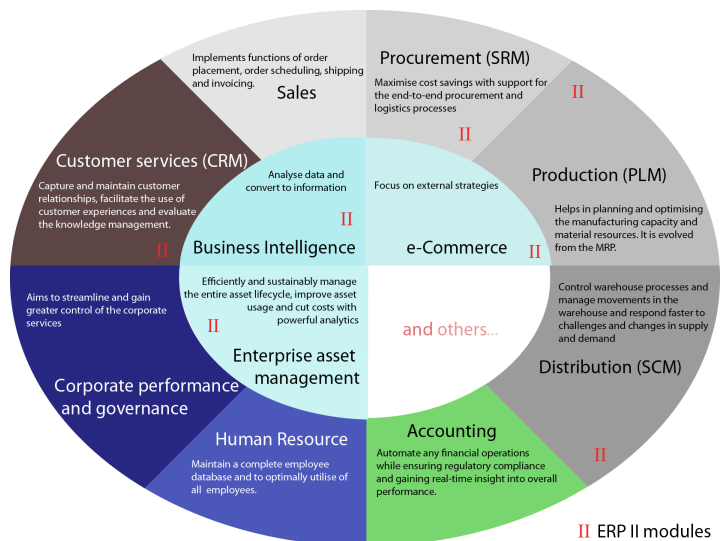 Implements functions of order
placement, order scheduling, shipping
and invoicing.
Sales
Procurement (SRM)
Maximise cost savings with support for
the end-to-end procurement and
logistics processes
II
II
Production (PLM)
Helps in planning and optimising
the manufacturing capacity and
material resources. It is evolved
from the MRP.
Customer services (CRM)
Capture and maintain customer
relationships, facilitate the use of
customer experiences and evaluate
the knowledge management.
II
Analyse data and
convert to information
II
Business Intelligence
Focus on external strategies
e-Commerce
II
Efficiently and sustainably manage
the entire asset lifecycle, improve asset
usage and cut costs with
powerful analytics
II
Enterprise asset
management
and others...
Control warehouse processes and
manage movements in the
warehouse and respond faster to
challenges and changes in supply
and demand
Distribution (SCM)
II
Aims to streamline and gain
greater control of the corporate
services
Corporate performance
and governance
Human Resource
Maintain a complete employee
database and to optimally utilise of
all employees.
Accounting
Automate any financial operations
while ensuring regulatory compliance
and gaining real-time insight into overall
performance.
II ERP II modules